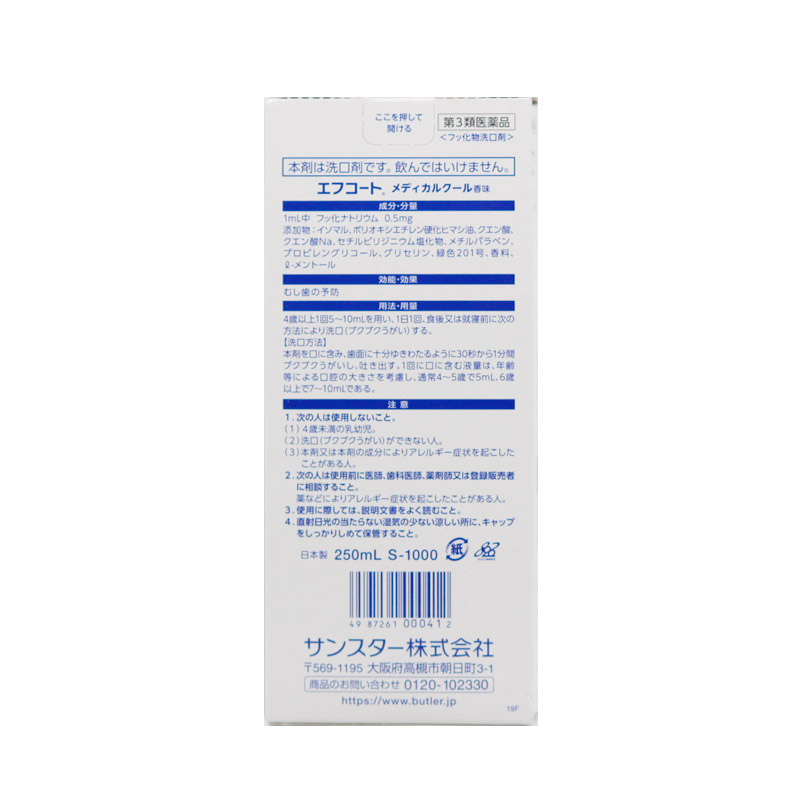 ここを押して
開ける
第3類医薬品
<フッ化物洗口剤>
本剤は洗口剤です。飲んではいけません。
エフコート。メディカルクール香味
成分・分量
1mL中 フッ化ナトリウム 0.5mg
添加物：イソマル、ポリオキシエチレン硬化ヒマシ油、クエン酸、
クエン酸Na、セチルピリジニウム塩化物、メチルパラベン、
プロピレングリコール、グリセリン、緑色201号、香料、
ℓ-メントール
効能・効果
むし歯の予防
用法・用量
4歳以上1回5〜10mLを用い、1日1回、食後又は就寝前に次の
方法により洗口(ブクブクうがい)する。
【洗口方法】
本剤を口に含み、歯面に十分ゆきわたるように30秒から1分間
ブクブクうがいし、吐き出す。1回に口に含む液量は、年齢
等による口腔の大きさを考慮し、通常4〜5歳で5mL、6歳
以上で7〜10mLである。
注意
1. 次の人は使用しないこと。
(1) 4歳未満の乳幼児。
(2) 洗口(ブクブクうがい)ができない人。
(3) 本剤又は本剤の成分によりアレルギー症状を起こした
ことがある人。
2. 次の人は使用前に医師、歯科医師、薬剤師又は登録販売者
に相談すること。
薬などによりアレルギー症状を起こしたことがある人。
3. 使用に際しては、説明文書をよく読むこと。
4. 直射日光の当たらない湿気の少ない涼しい所に、キャップ
をしっかりしめて保管すること。
日本製 250mL S-1000 紙
4 987261 000412
サンスター株式会社
〒569-1195 大阪府高槻市朝日町3-1
商品のお問い合わせ 0120-102330
https://www.butler.jp
19F